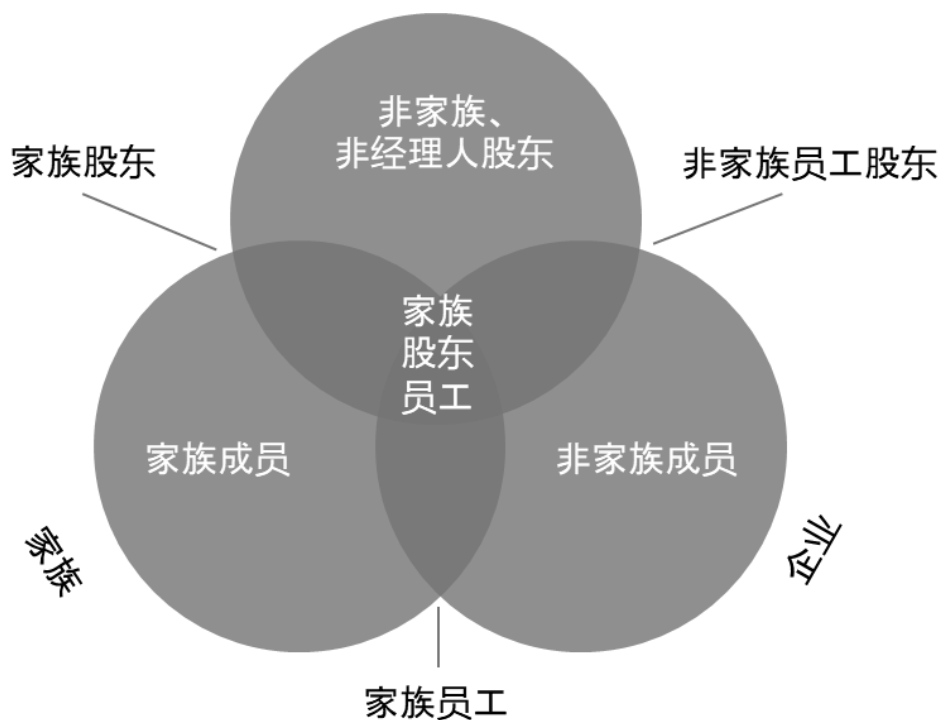 非家族、
非经理人股东
家族股东
非家族员工股东
家族
股东
员工
家族成员
非家族成员
家族
企业
家族员工